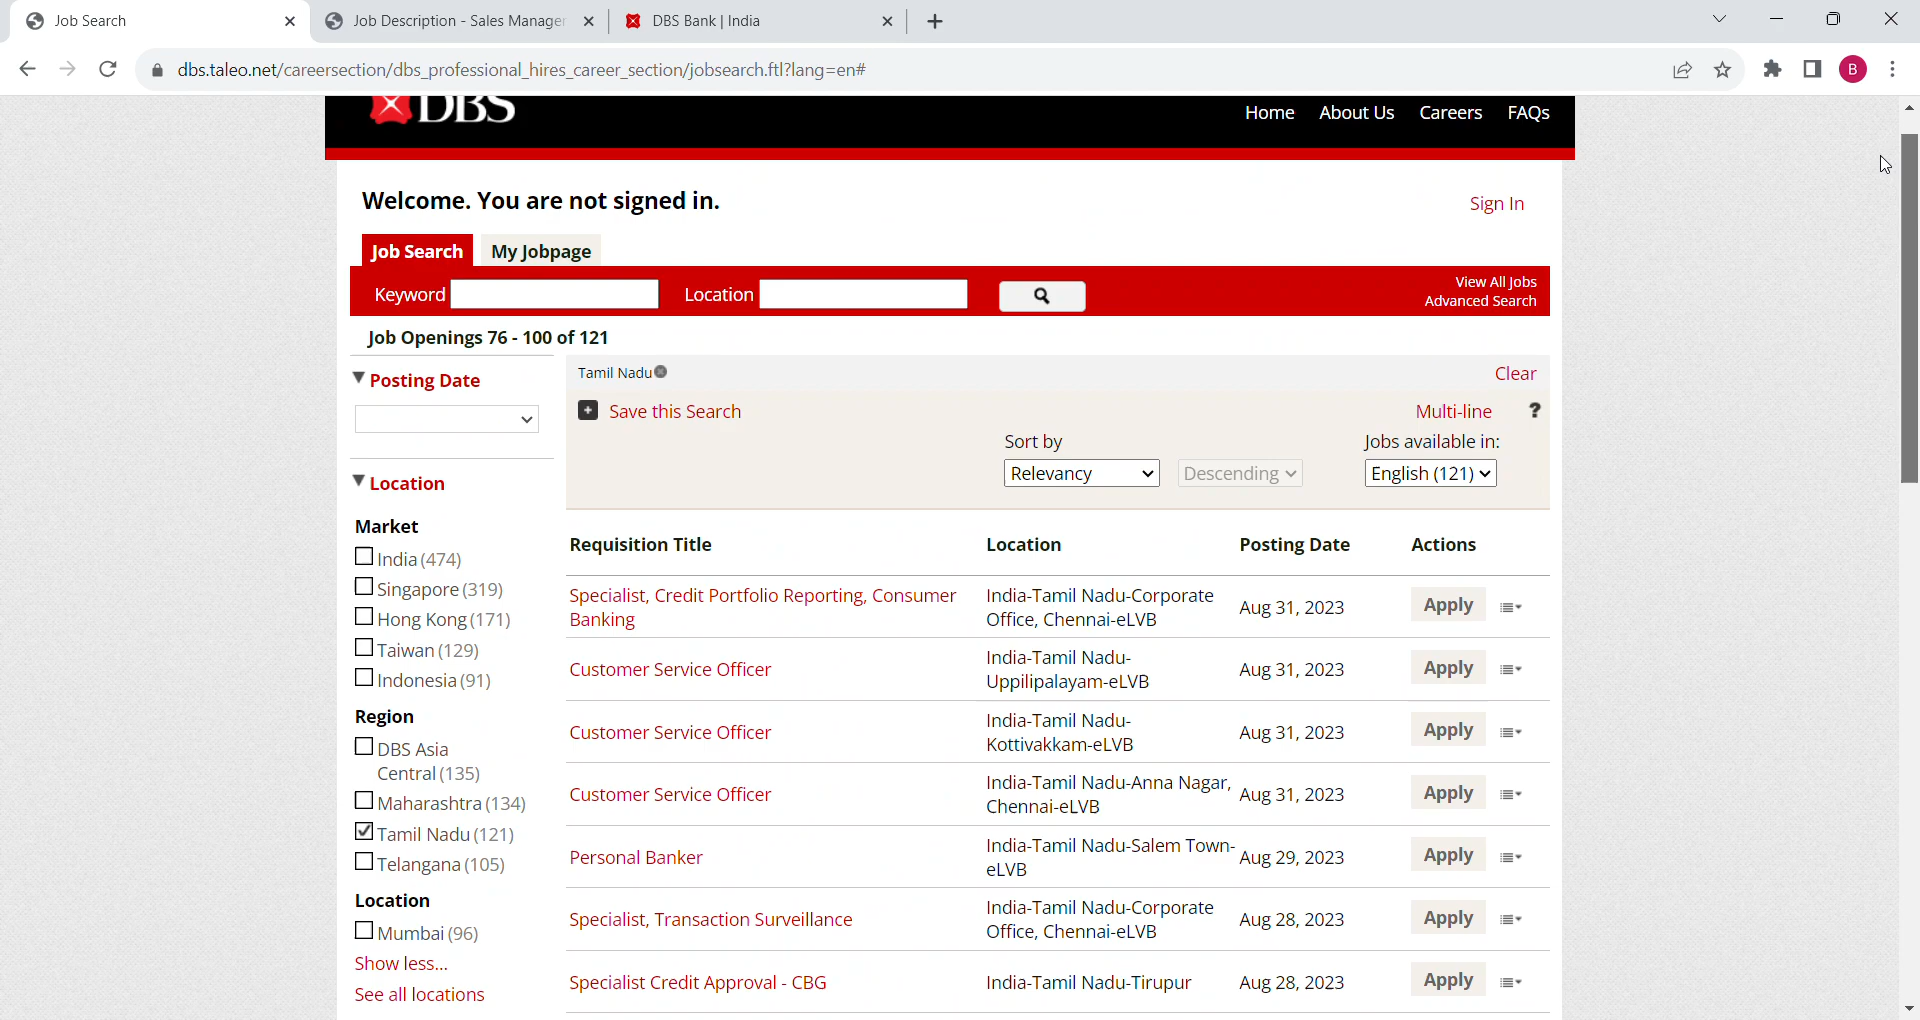 Job Search
Job Description - Sales Manager
DBS Bank | India
dbs.taleo.net/careersection/dbs_professional_hires_career_section/jobsearch.ftl?lang=en#
B
DBS
Home About Us Careers FAQs
Welcome. You are not signed in.
Sign In
Job Search My Jobpage
Keyword Location
View All Jobs
Advanced Search
Job Openings 76 - 100 of 121
Posting Date
Tamil Nadu
Clear
Save this Search
Multi-line ?
Sort by
Jobs available in:
Relevancy Descending English (121)
Location
Market
India (474)
Singapore (319)
Hong Kong (171)
Taiwan (129)
Indonesia (91)
Region
DBS Asia
Central (135)
Maharashtra (134)
Tamil Nadu (121)
Telangana (105)
Location
Mumbai (96)
Show less...
See all locations
Requisition Title Location Posting Date Actions
Specialist, Credit Portfolio Reporting, Consumer
Banking
India-Tamil Nadu-Corporate
Office, Chennai-eLVB
Aug 31, 2023 Apply
Customer Service Officer
India-Tamil Nadu-
Uppilipalayam-eLVB
Aug 31, 2023 Apply
Customer Service Officer
India-Tamil Nadu-
Kottivakkam-eLVB
Aug 31, 2023 Apply
Customer Service Officer
India-Tamil Nadu-Anna Nagar,
Chennai-eLVB
Aug 31, 2023 Apply
Personal Banker
India-Tamil Nadu-Salem Town-
eLVB
Aug 29, 2023 Apply
Specialist, Transaction Surveillance
India-Tamil Nadu-Corporate
Office, Chennai-eLVB
Aug 28, 2023 Apply
Specialist Credit Approval - CBG
India-Tamil Nadu-Tirupur
Aug 28, 2023 Apply